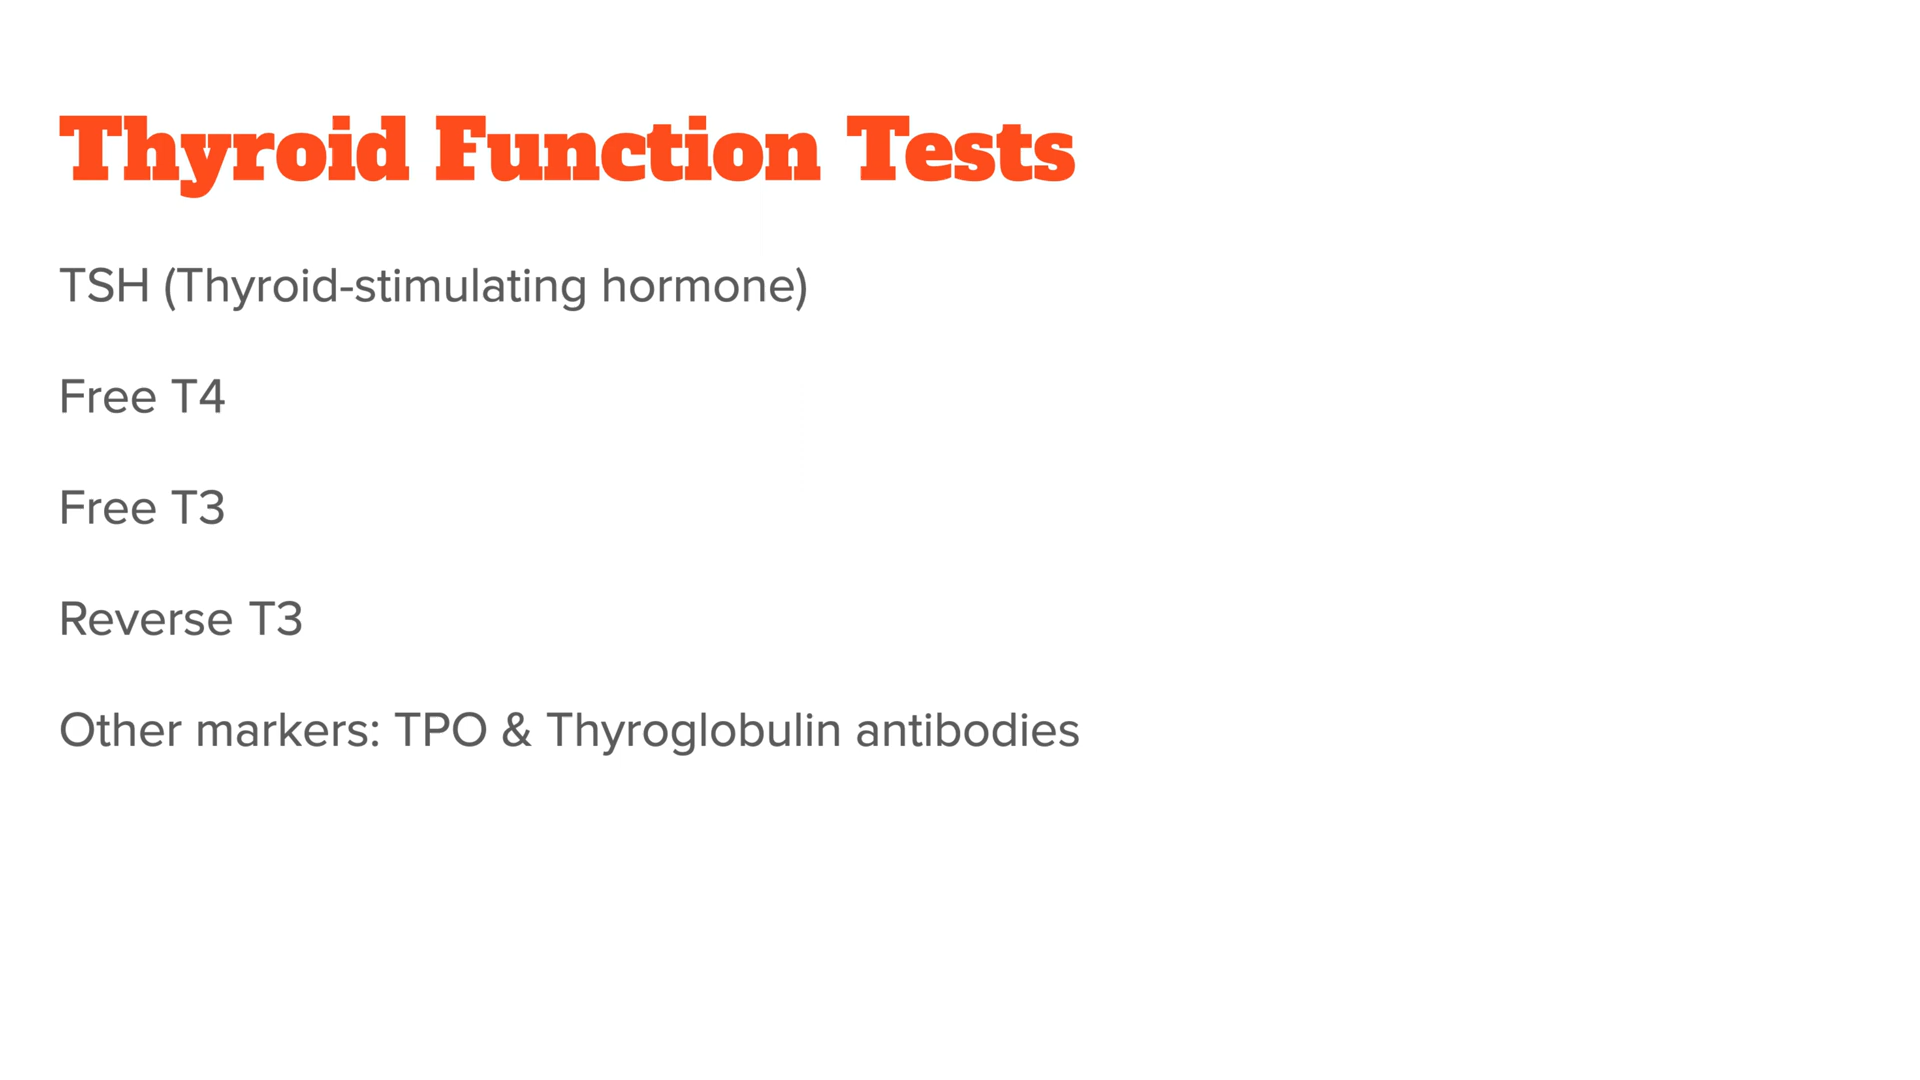 Thyroid Function Tests
TSH (Thyroid-stimulating hormone)
Free T4
Free T3
Reverse T3
Other markers: TPO & Thyroglobulin antibodies